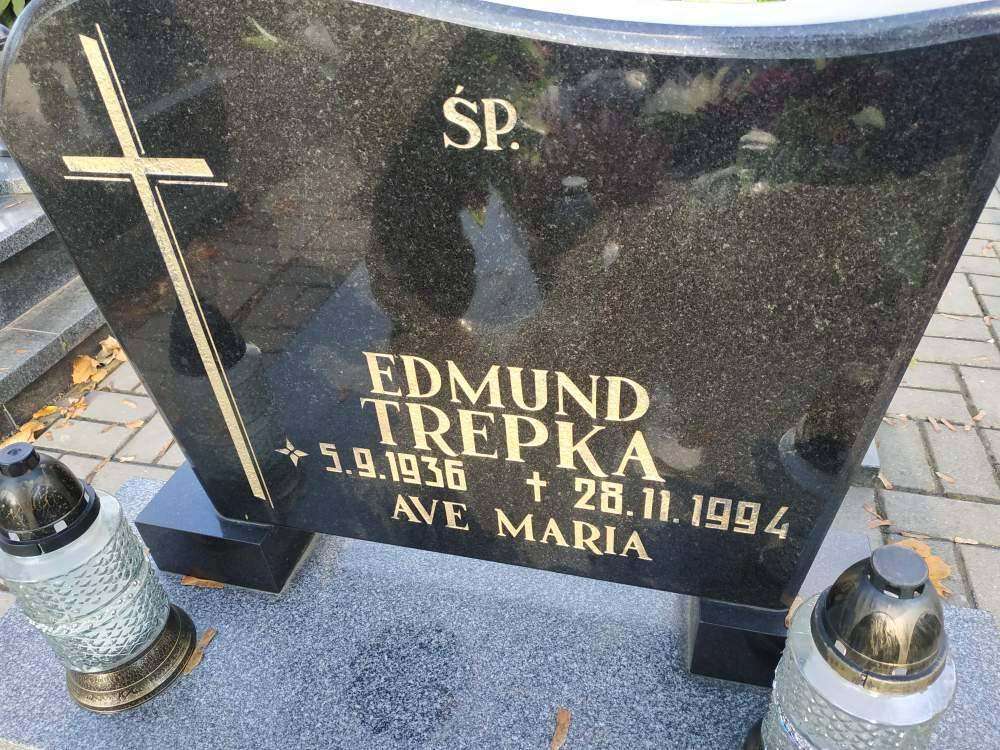 ŚP.
EDMUND
TREPKA
5.9.1936 † 28.11.1994
AVE MARIA